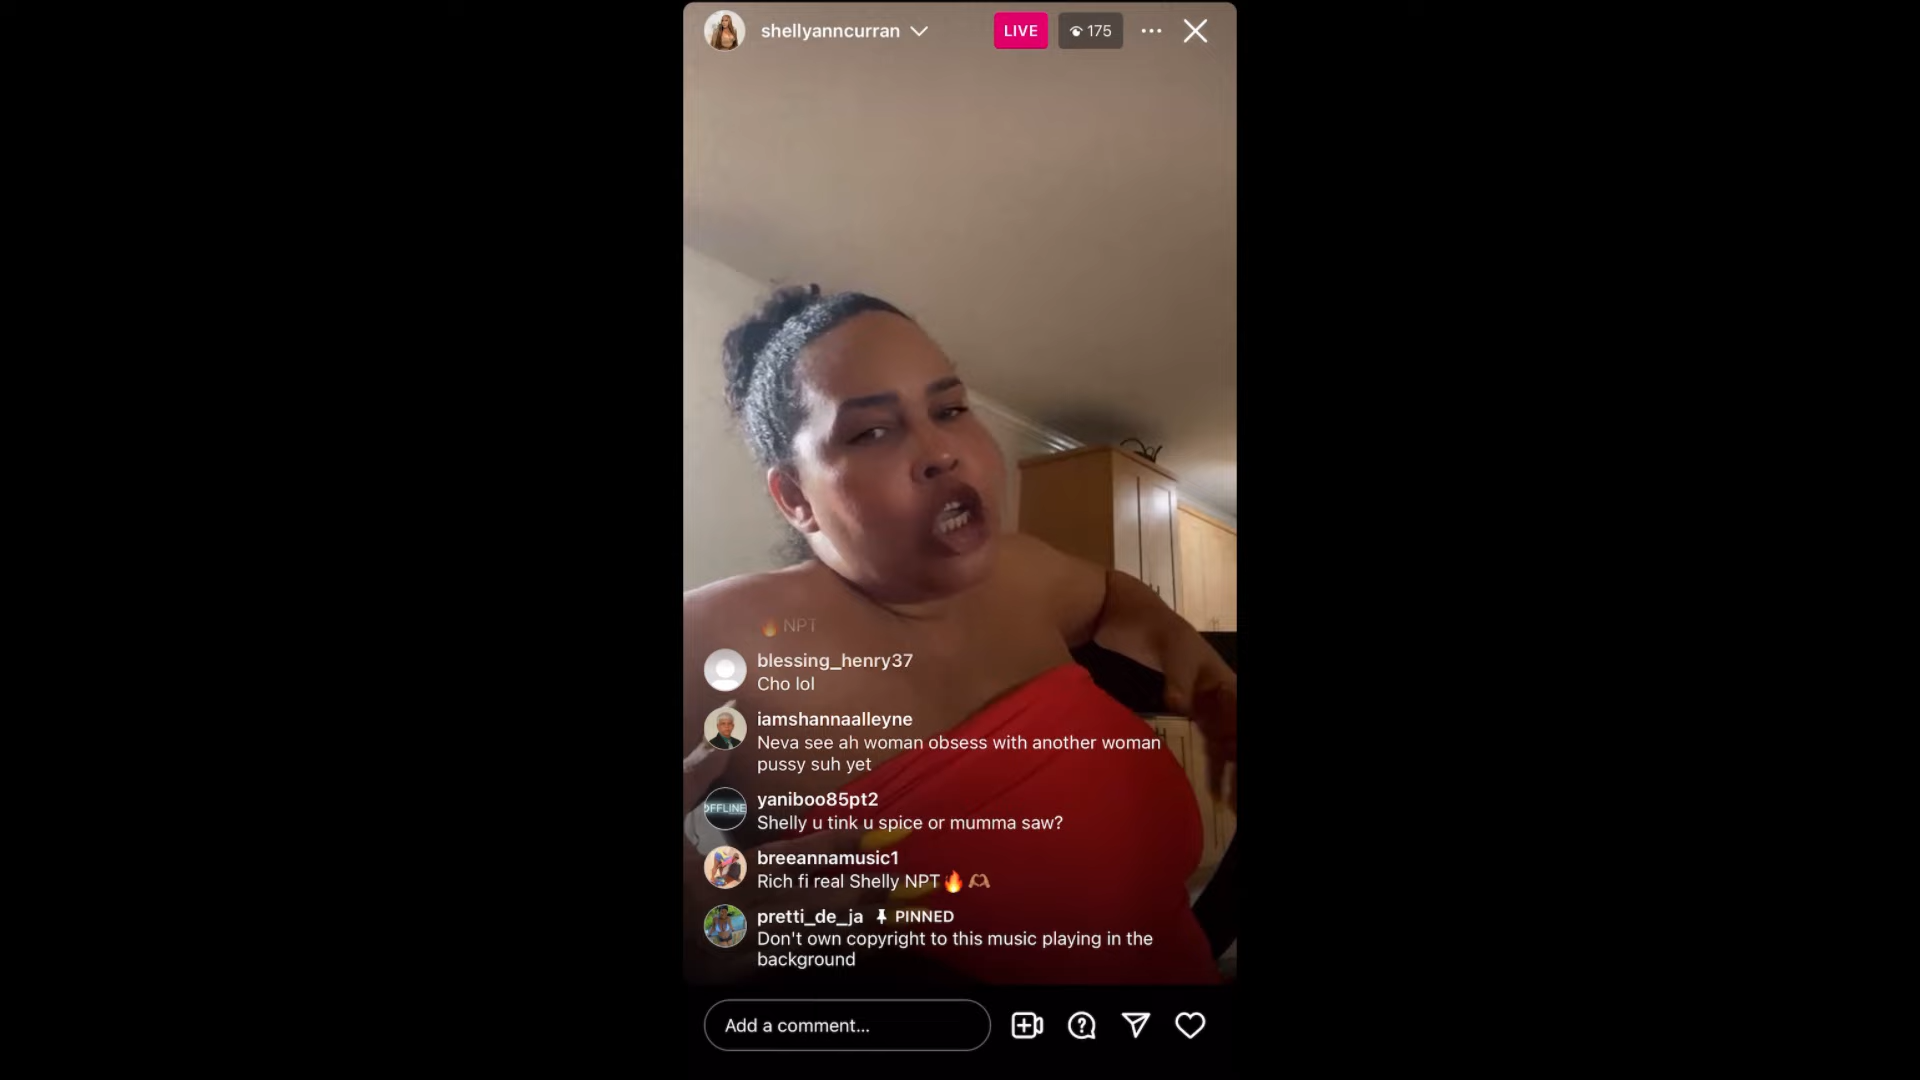 shellyanncurran
LIVE
175
🔥 NPT
blessing_henry37
Cho lol
iamshannaalleyne
Neva see ah woman obsess with another woman
pussy suh yet
OFFLINE
yaniboo85pt2
Shelly u tink u spice or mumma saw?
breeannamusic1
Rich fi real Shelly NPT🔥🫶🏽
pretti_de_ja PINNED
Don't own copyright to this music playing in the
background
Add a comment...